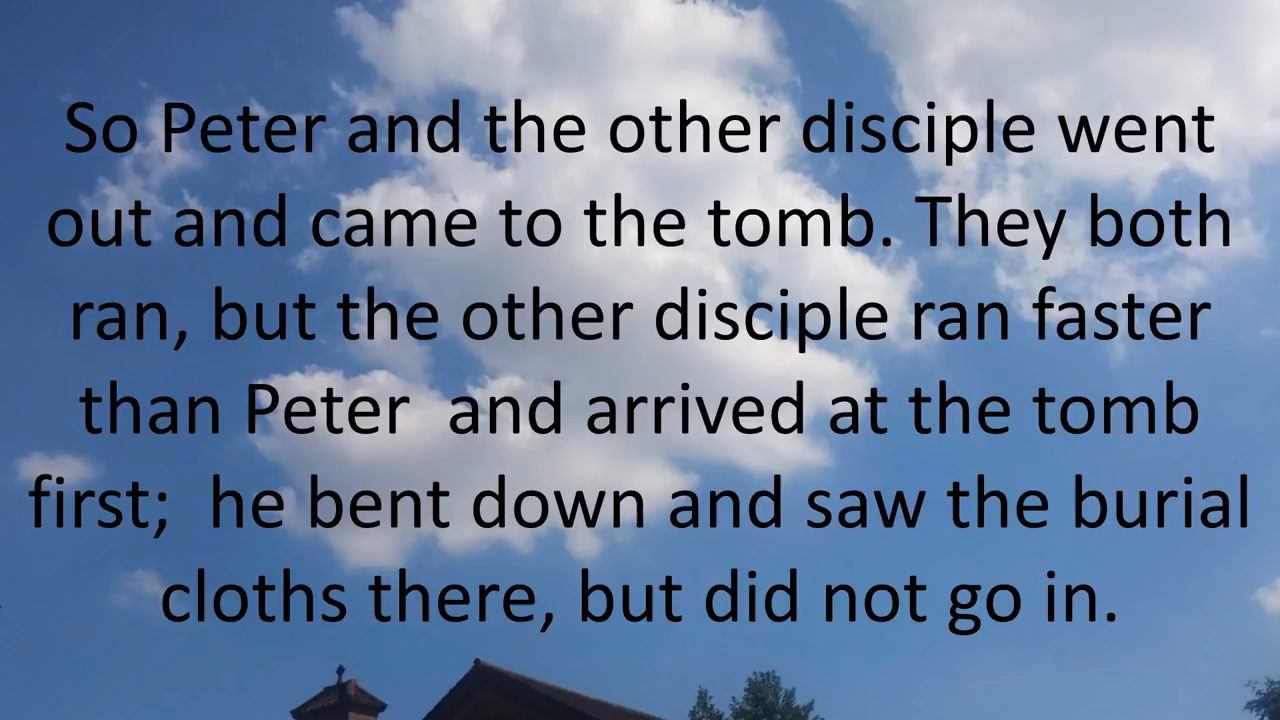 So Peter and the other disciple went
out and came to the tomb. They both
ran, but the other disciple ran faster
than Peter  and arrived at the tomb
first;  he bent down and saw the burial
cloths there, but did not go in.